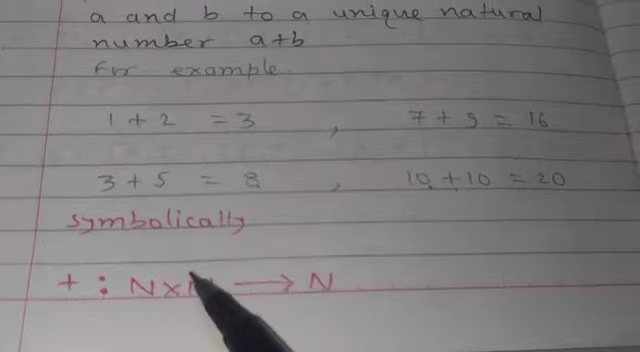 a and b to a unique natural
number a+b
For example.
1 + 2 = 3 , 7 + 9 = 16
3 + 5 = 8 , 10 + 10 = 20
symbolically
+ : N×N → N